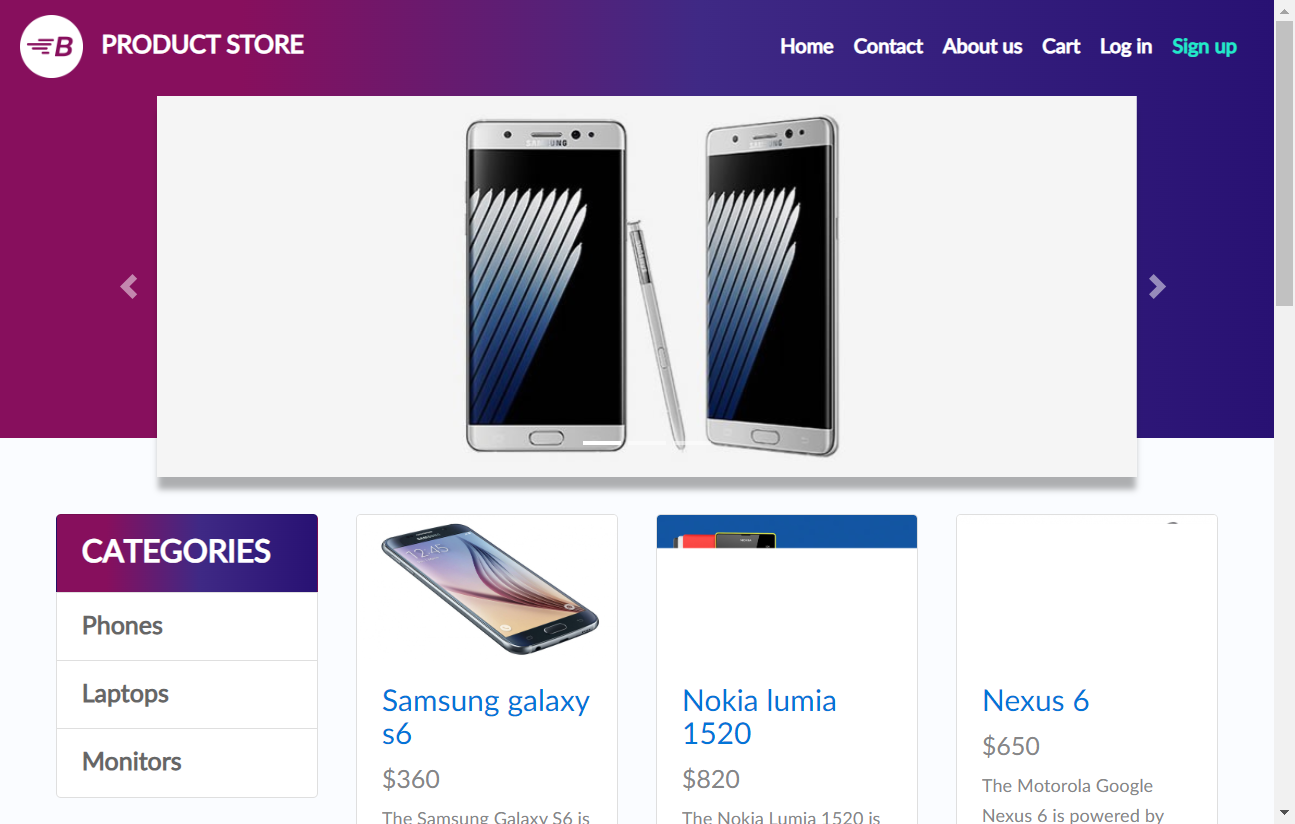 B PRODUCT STORE
Home Contact About us Cart Log in Sign up
SAMSUNG SAMSUNG
CATEGORIES
Phones
Laptops
Monitors
12:45
Samsung galaxy
s6
$360
The Samsung Galaxy S6 is
Nokia lumia
1520
$820
The Nokia Lumia 1520 is
Nexus 6
$650
The Motorola Google
Nexus 6 is powered by